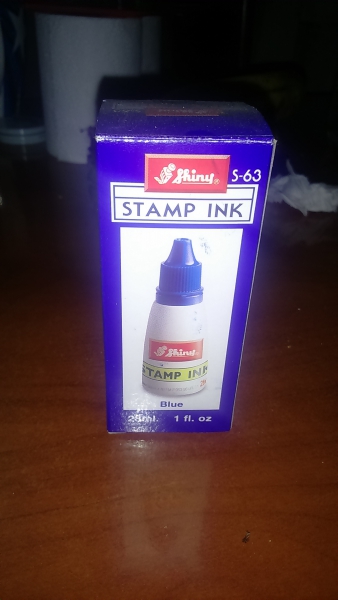 Shiny® S-63
STAMP INK
Shiny
STAMP INK
Blue
28ml. 1 fl. oz